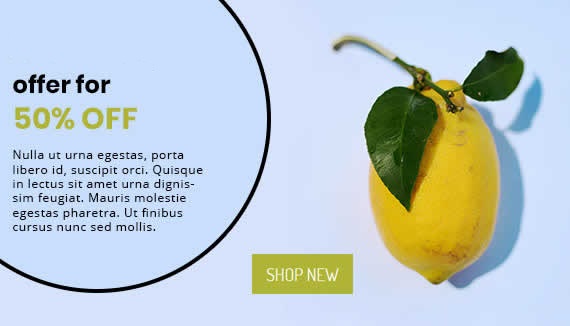 offer for
50% OFF
Nulla ut urna egestas, porta
libero id, suscipit orci. Quisque
in lectus sit amet urna dignis-
sim feugiat. Mauris molestie
egestas pharetra. Ut finibus
cursus nunc sed mollis.
SHOP NEW